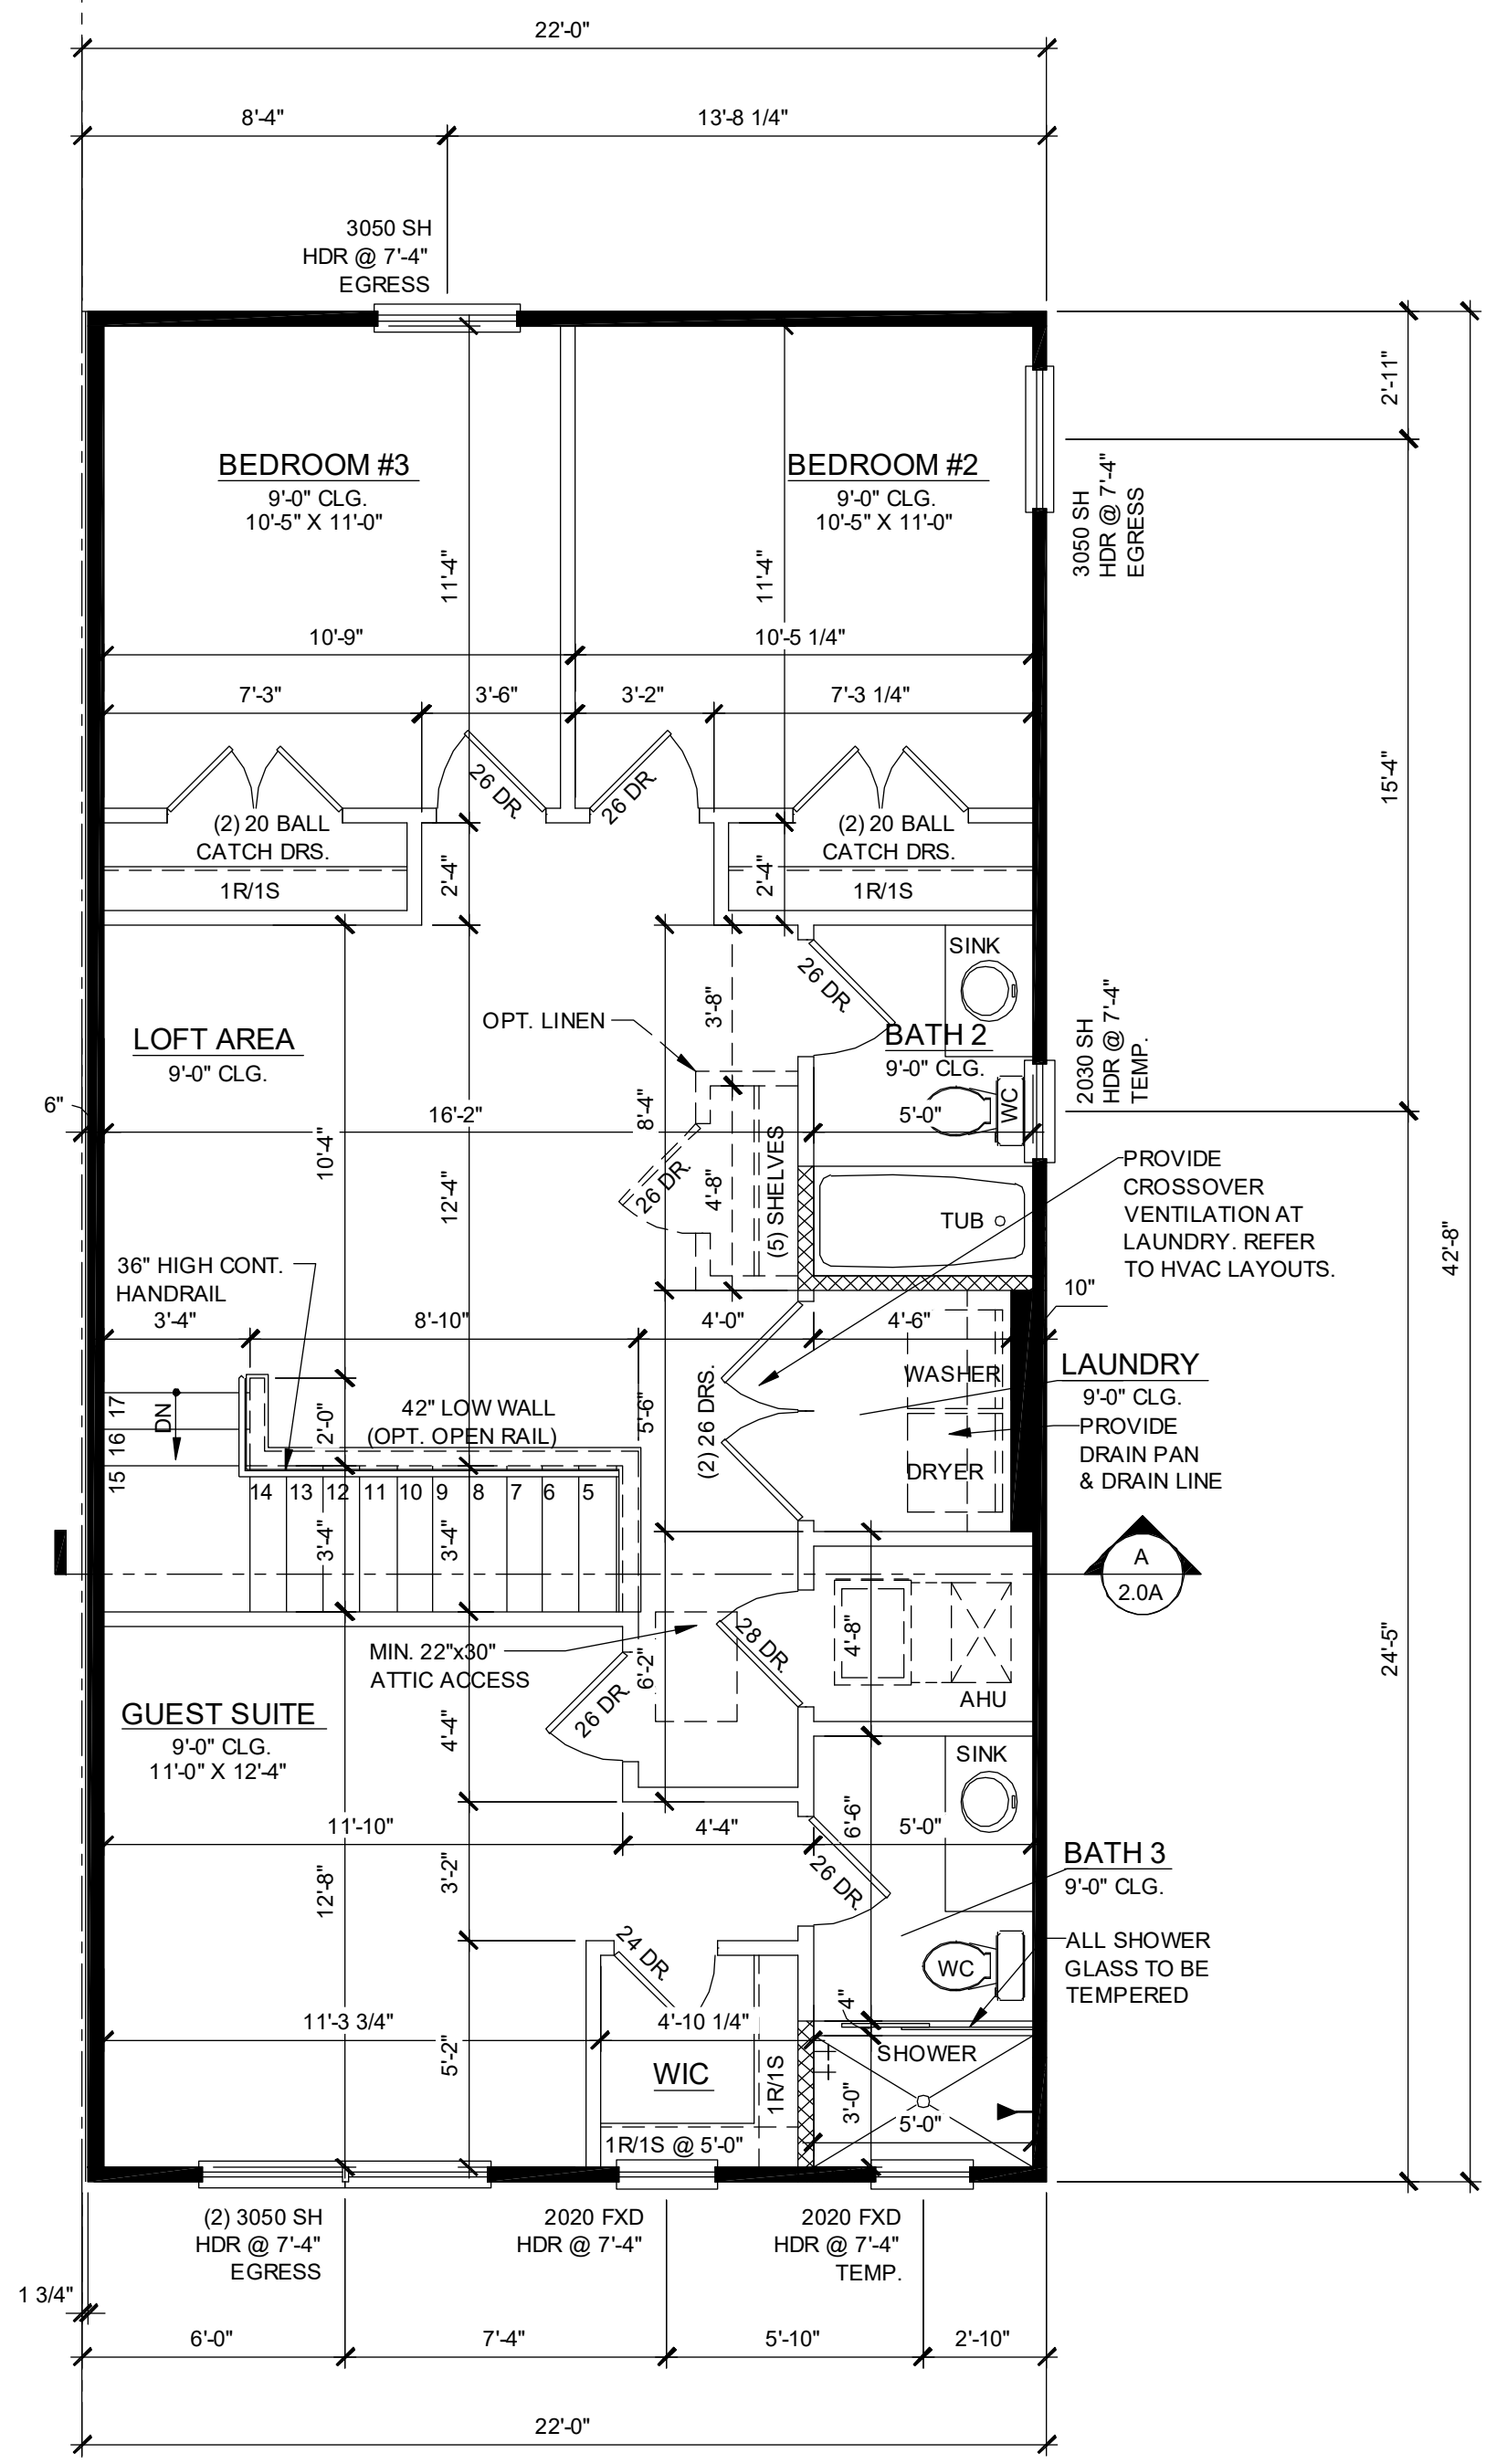 22'-0"
8'-4"
13'-8 1/4"
3050 SH
HDR @ 7'-4"
EGRESS
2'-11"
BEDROOM #3
9'-0" CLG.
10'-5" X 11'-0"
BEDROOM #2
9'-0" CLG.
10'-5" X 11'-0"
3050 SH
HDR @ 7'-4"
EGRESS
11'-4"
11'-4"
10'-9"
10'-5 1/4"
7'-3"
3'-6"
3'-2"
7'-3 1/4"
15'-4"
26 DR.
26 DR.
(2) 20 BALL
CATCH DRS.
1R/1S
2'-4"
2'-4"
(2) 20 BALL
CATCH DRS.
1R/1S
SINK
26 DR.
3'-8"
OPT. LINEN
LOFT AREA
9'-0" CLG.
BATH 2
9'-0" CLG.
2030 SH
HDR @ 7'-4"
TEMP.
6"
16'-2"
8'-4"
5'-0"
WC
10'-4"
12'-4"
26 DR.
4'-8"
(5) SHELVES
TUB
PROVIDE
CROSSOVER
VENTILATION AT
LAUNDRY. REFER
TO HVAC LAYOUTS.
42'-8"
36" HIGH CONT.
HANDRAIL
3'-4"
8'-10"
4'-0"
4'-6"
10"
WASHER
LAUNDRY
9'-0" CLG.
PROVIDE
DRAIN PAN
& DRAIN LINE
17
16
15
DN
2'-0"
42" LOW WALL
(OPT. OPEN RAIL)
5'-6"
(2) 26 DRS.
DRYER
14 13 12 11 10 9 8 7 6 5
3'-4"
3'-4"
A
2.0A
MIN. 22"x30"
ATTIC ACCESS
6'-2"
28 DR.
4'-8"
AHU
24'-5"
GUEST SUITE
9'-0" CLG.
11'-0" X 12'-4"
4'-4"
26 DR.
SINK
11'-10"
4'-4"
6'-6"
5'-0"
BATH 3
9'-0" CLG.
12'-8"
3'-2"
26 DR.
24 DR.
WC
ALL SHOWER
GLASS TO BE
TEMPERED
11'-3 3/4"
4'-10 1/4"
4"
5'-2"
WIC
1R/1S
SHOWER
3'-0"
5'-0"
1R/1S @ 5'-0"
(2) 3050 SH
HDR @ 7'-4"
EGRESS
2020 FXD
HDR @ 7'-4"
2020 FXD
HDR @ 7'-4"
TEMP.
1 3/4"
6'-0"
7'-4"
5'-10"
2'-10"
22'-0"